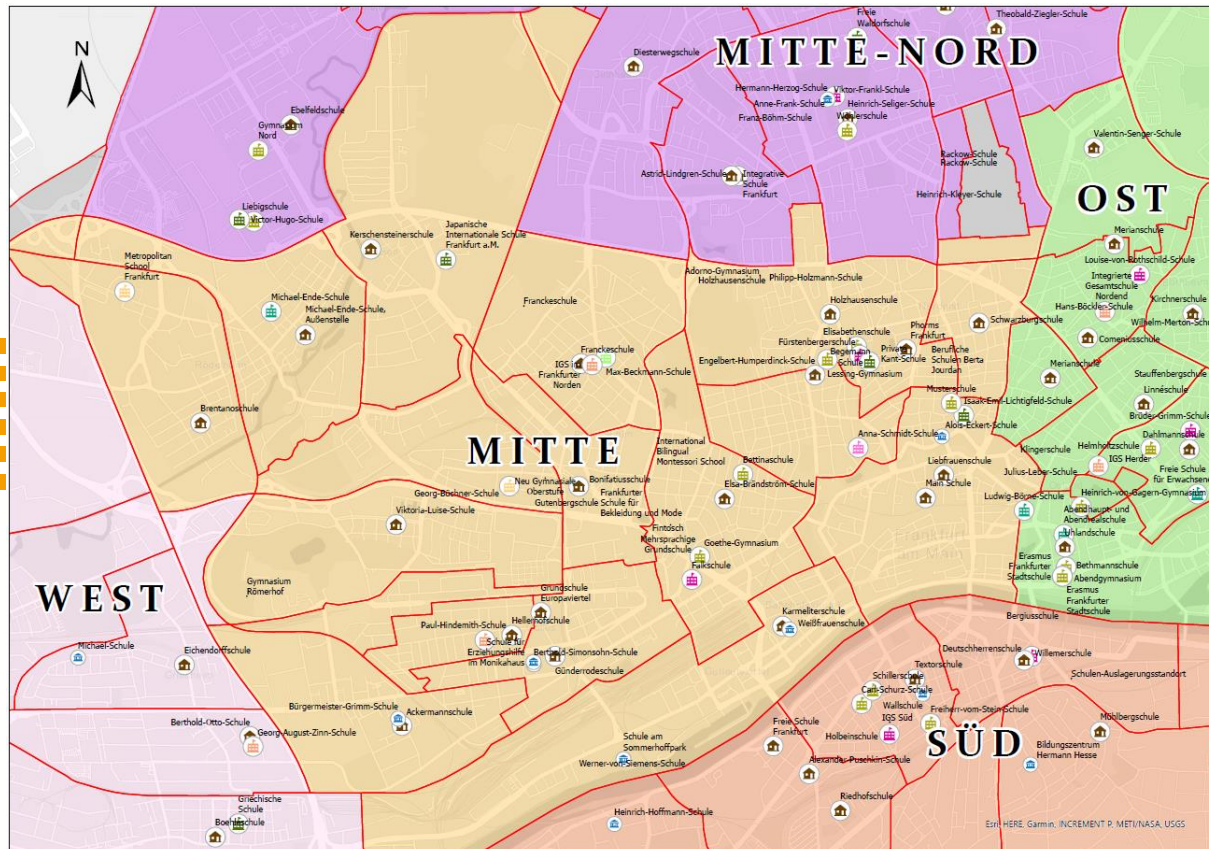 Freie
Waldorfschule
Theobald-Ziegler-Schule
N
MITTE-NORD
Diesterwegschule
Hermann-Herzog-Schule
Viktor-Frankl-Schule
Anne-Frank-Schule
Heinrich-Seliger-Schule
Franz-Böhm-Schule
Wöhlerschule
Ebelfeldschule
Gymnasium
Nord
Valentin-Senger-Schule
Rackow-Schule
Rackow-Schule
Astrid-Lindgren-Schule
Integrative
Schule
Frankfurt
Heinrich-Kleyer-Schule
OST
Liebigschule
Victor-Hugo-Schule
Kerschensteinerschule
Japanische
Internationale Schule
Frankfurt a.M.
Merianschule
Louise-von-Rothschild-Schule
Metropolitan
School
Frankfurt
Adorno-Gymnasium
Holzhausenschule
Philipp-Holzmann-Schule
Integrierte
Gesamtschule
Nordend
Hans-Böckler-Schule
Kirchnerschule
Wilhelm-Merton-Schu
Michael-Ende-Schule
Michael-Ende-Schule,
Außenstelle
Franckeschule
Holzhausenschule
Schwarzburgschule
Comeniusschule
Elisabethenschule
Fürstenbergerschule
Phorms
Frankfurt
Engelbert-Humperdinck-Schule
Begemann
Schule
Private
Kant-Schule
Berufliche
Schulen Berta
Jourdan
Lessing-Gymnasium
Franckeschule
IGS im
Frankfurter
Norden
Max-Beckmann-Schule
Merianschule
Stauffenbergschule
Linnéschule
Musterschule
Isaak-Emil-Lichtigfeld-Schule
Brentanoschule
Brüder-Grimm-Schule
Anna-Schmidt-Schule
Alois-Eckert-Schule
MITTE
International
Bilingual
Montessori School
Bettinaschule
Liebfrauenschule
Klingerschule
Helmholtzschule
Dahlmannschule
IGS Herder
Julius-Leber-Schule
Freie Schule
für Erwachsene
Georg-Büchner-Schule
Neu Gymnasiale
Oberstufe
Bonifatiusschule
Gutenbergschule
Frankfurter
Schule für
Bekleidung und Mode
Elsa-Brändström-Schule
Main Schule
Ludwig-Börne-Schule
Heinrich-von-Gagern-Gymnasium
Viktoria-Luise-Schule
Abendhaupt- und
Abendrealschule
Uhlandschule
Fintosch
Mehrsprachige
Grundschule
Goethe-Gymnasium
Falkschule
Frankfurt
am Main
Erasmus
Frankfurter
Stadtschule
Bethmannschule
Abendgymnasium
Erasmus
Frankfurter
Stadtschule
Gymnasium
Römerhof
WEST
Grundschule
Europaviertel
Bergiusschule
Paul-Hindemith-Schule
Hellerhofschule
Karmeliterschule
Weißfrauenschule
Michael-Schule
Eichendorffschule
Schule für
Erziehungshilfe
im Monikahaus
Berthold-Simonsohn-Schule
Günderrodeschule
Deutschherrenschule
Willemerschule
Textorschule
Schulen-Auslagerungsstandort
Schillerschule
Carl-Schurz-Schule
Wallschule
Bürgermeister-Grimm-Schule
Ackermannschule
Freiherr-vom-Stein-Schule
Berthold-Otto-Schule
Georg-August-Zinn-Schule
IGS Süd
Holbeinschule
Freie Schule
Frankfurt
SÜD
Mühlbergschule
Schule am
Sommerhoffpark
Werner-von-Siemens-Schule
Bildungszentrum
Hermann Hesse
Alexander-Puschkin-Schule
Griechische
Schule
Boehleschule
Heinrich-Hoffmann-Schule
Riedhofschule
Esri, HERE, Garmin, INCREMENT P, METI/NASA, USGS